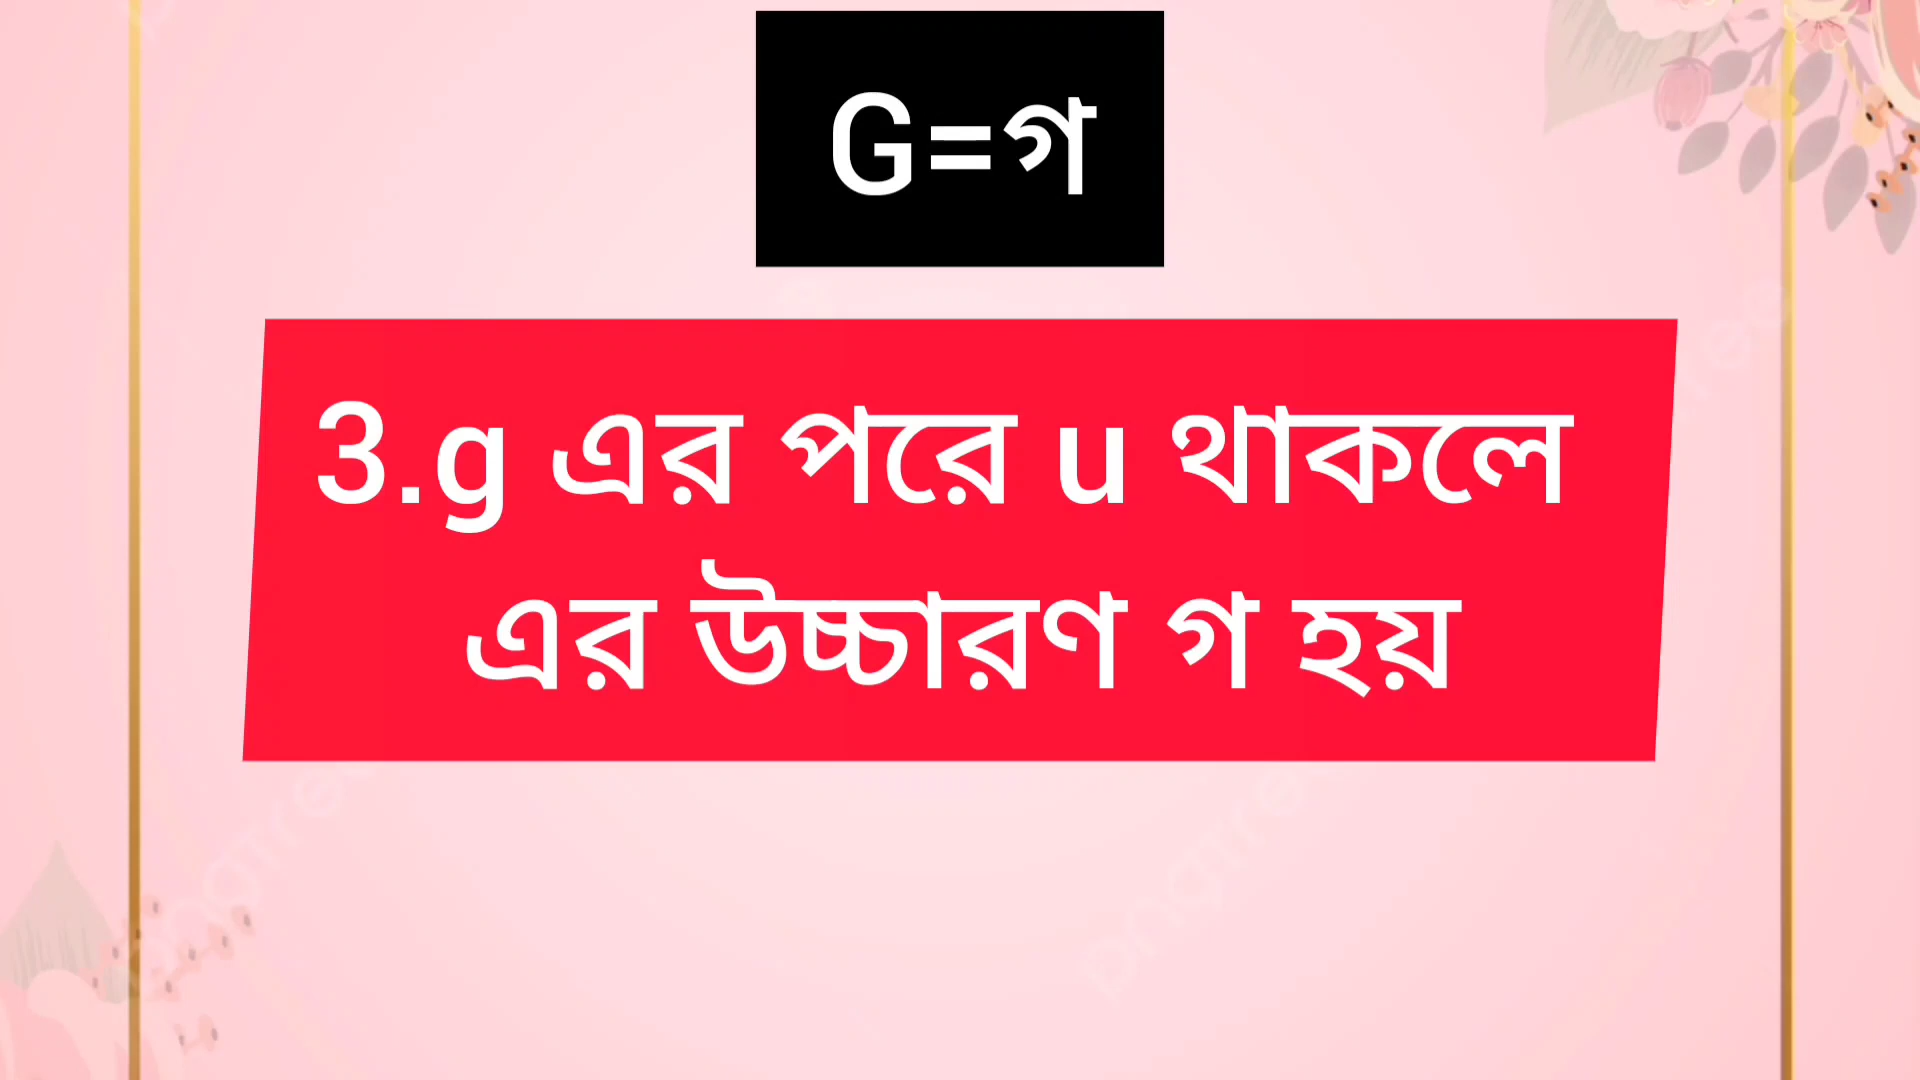 G=গ
3.g এর পরে u থাকলে
এর উচ্চারণ গ হয়